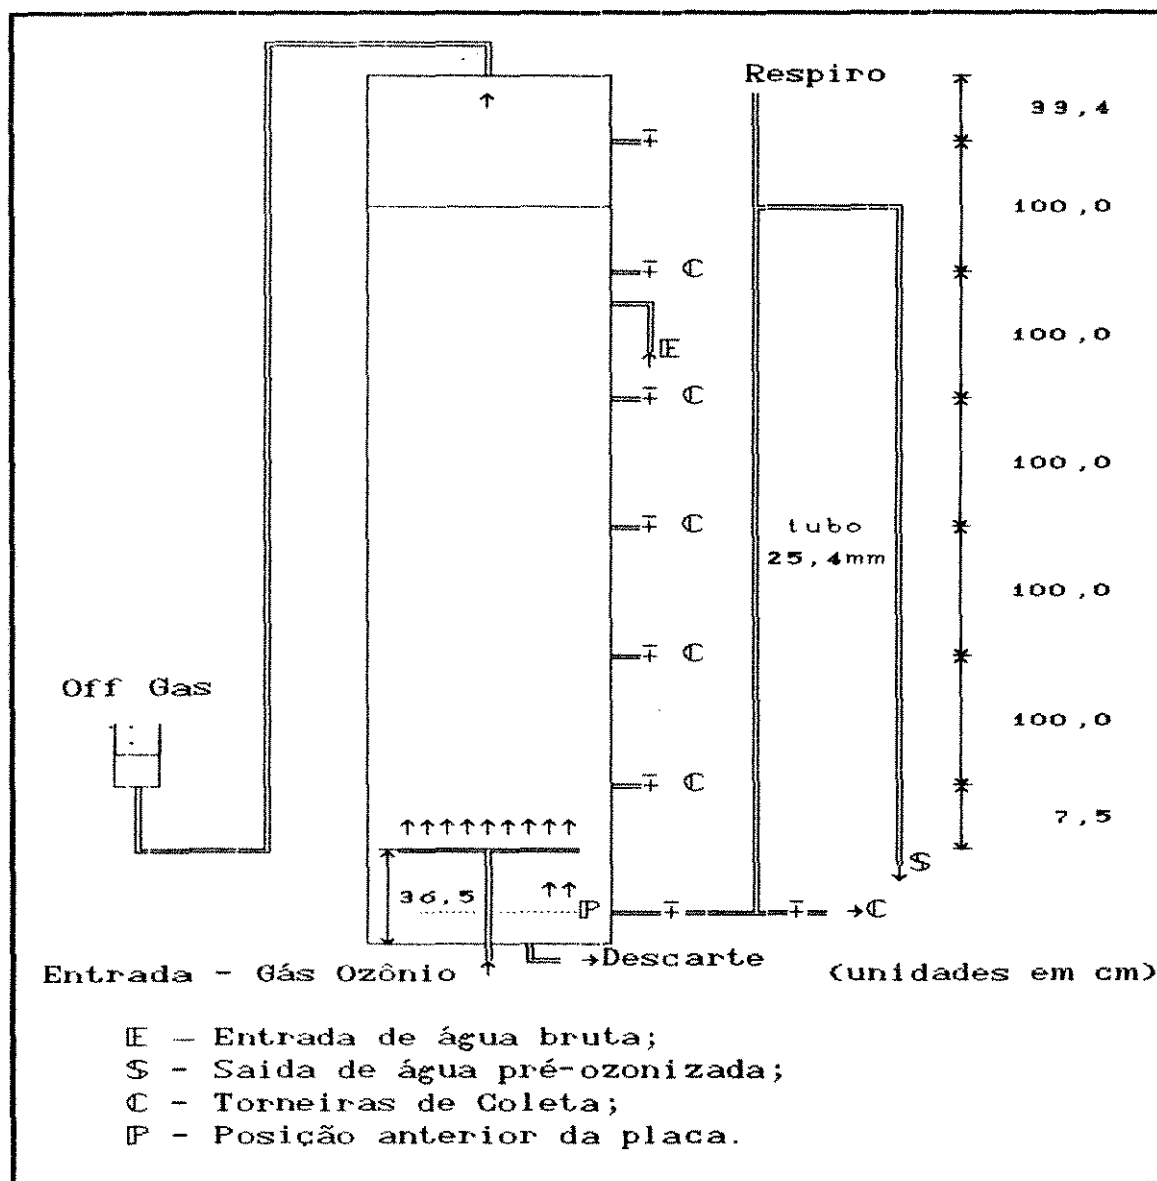 Respiro
33,4
100,0
ℂ
100,0
𝔼
ℂ
100,0
ℂ
tubo
25,4mm
100,0
ℂ
Off Gas
100,0
ℂ
7,5
36,5
𝕊
ℙ
ℂ
Entrada - Gás Ozônio
Descarte
(unidades em cm)
𝔼 - Entrada de água bruta;
𝕊 - Saida de água pré-ozonizada;
ℂ - Torneiras de Coleta;
ℙ - Posição anterior da placa.